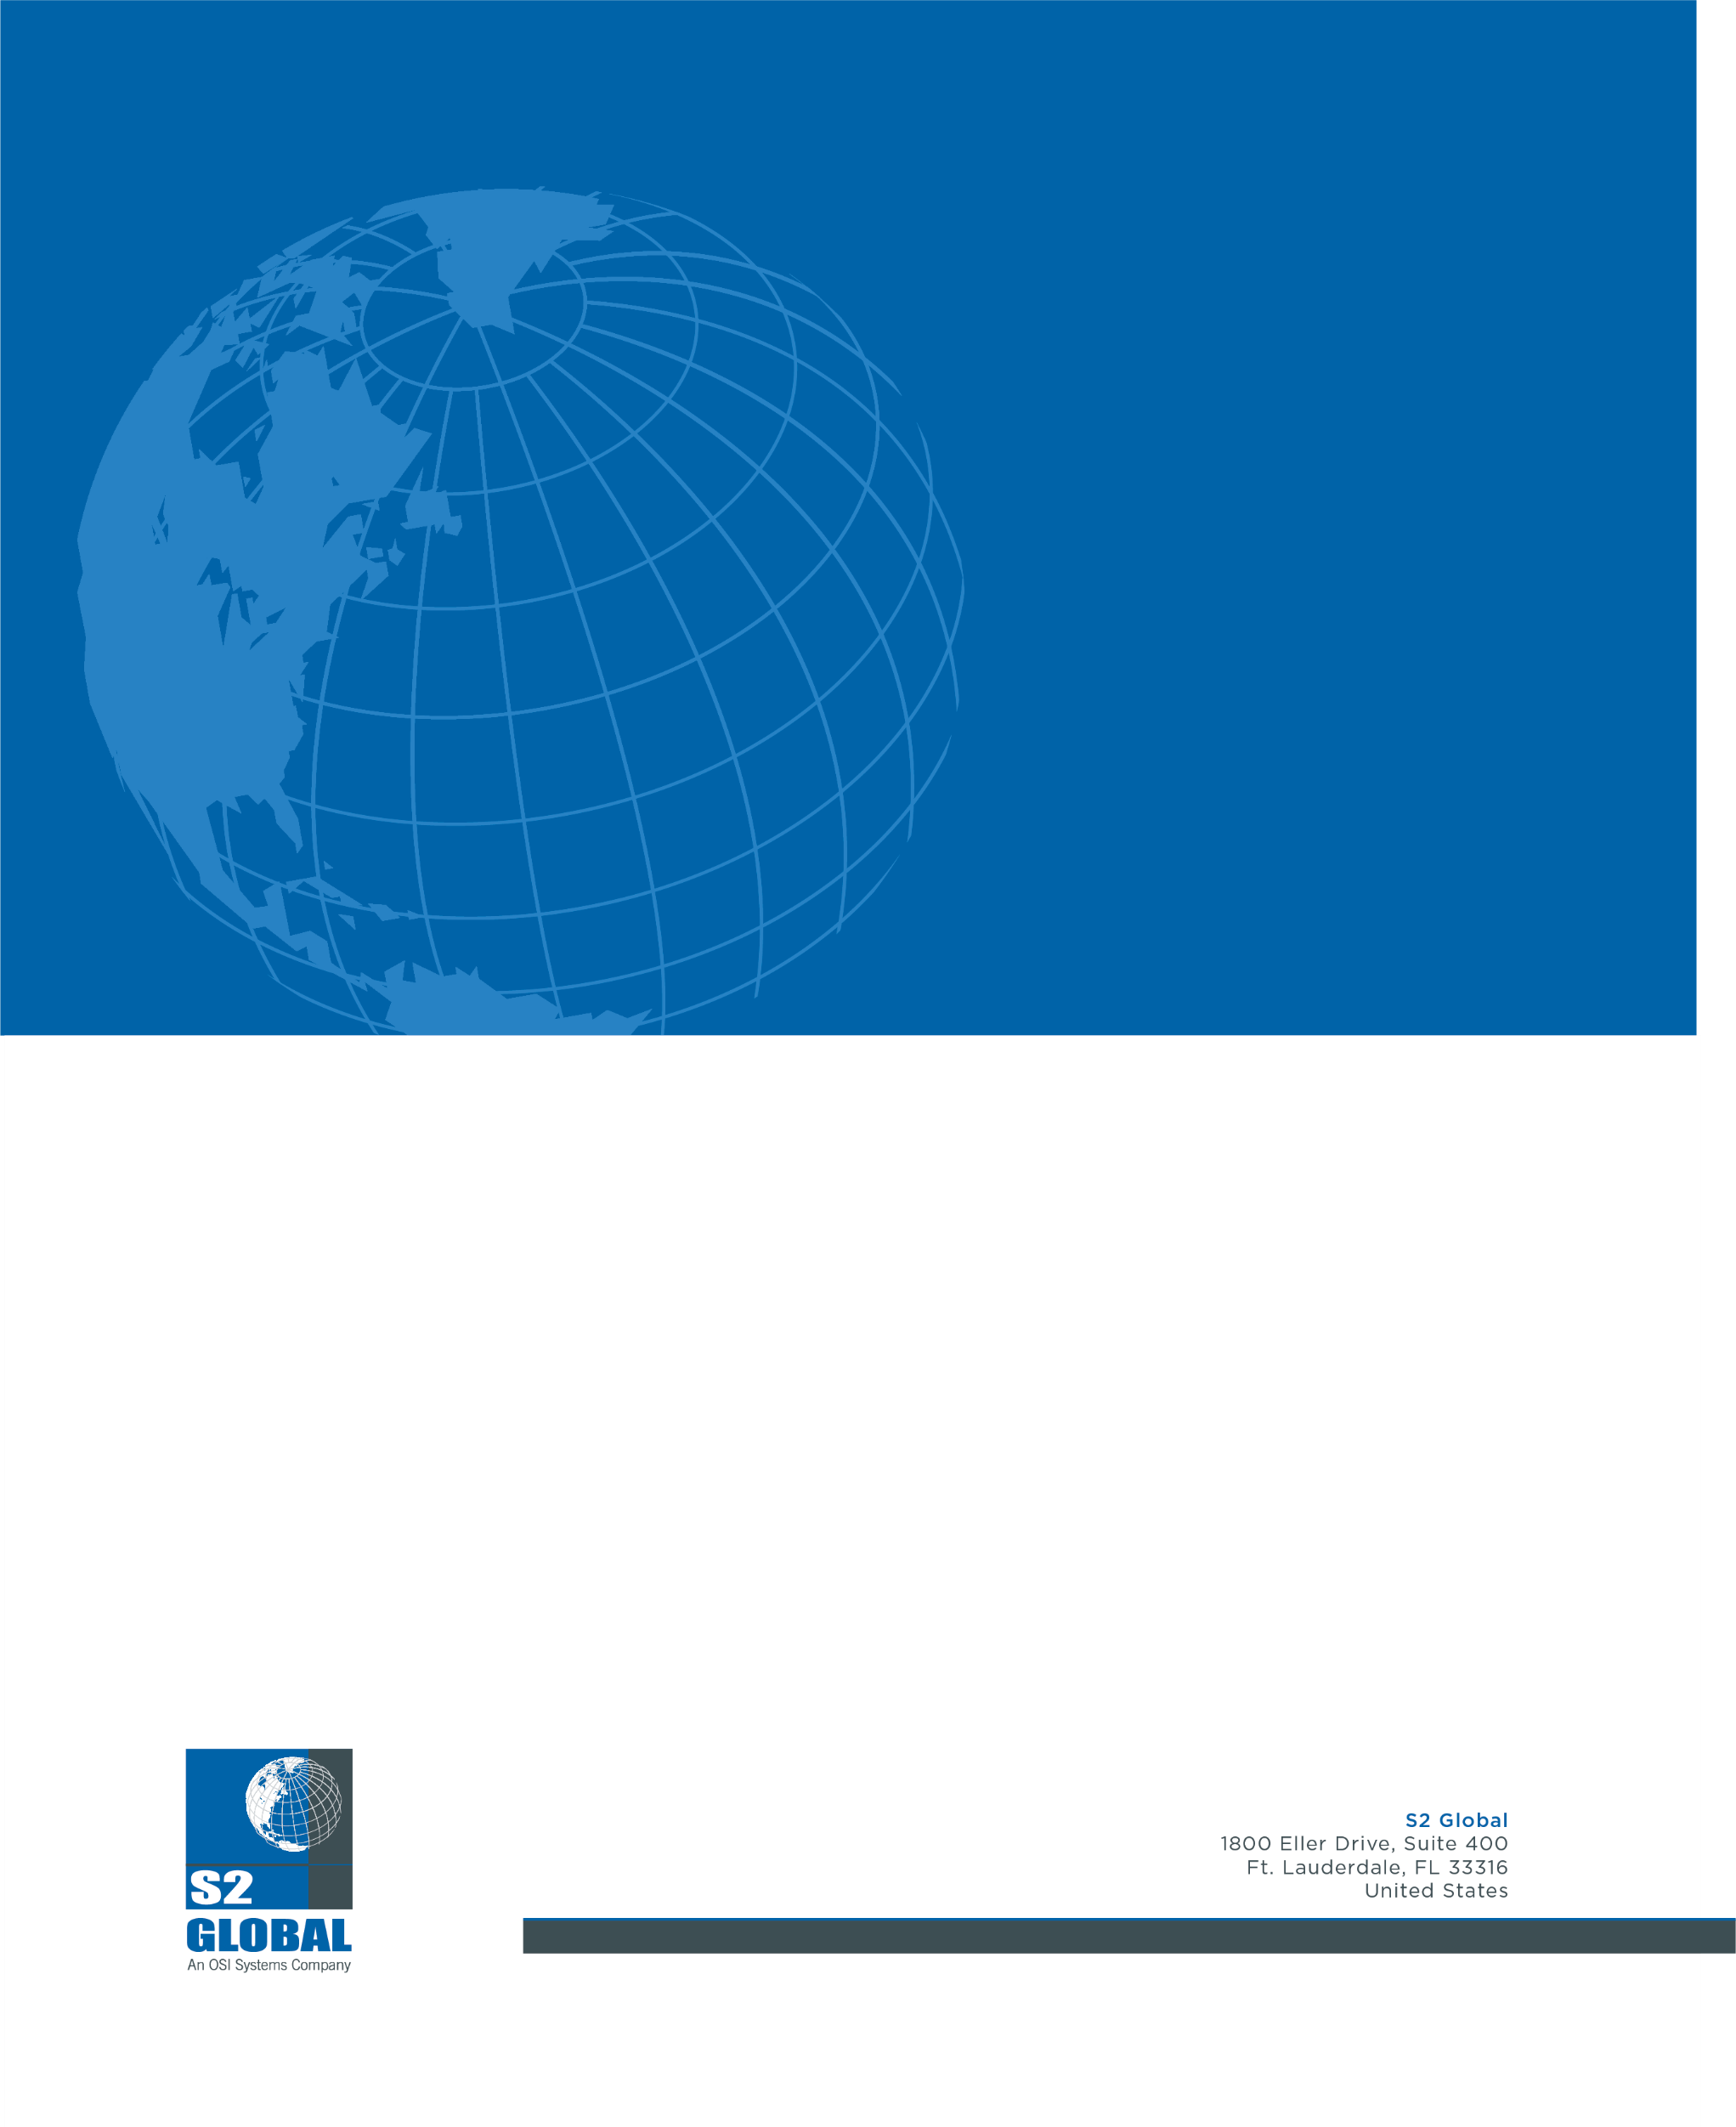 S2
GLOBAL
An OSI Systems Company
S2 Global
1800 Eller Drive, Suite 400
Ft. Lauderdale, FL 33316
United States